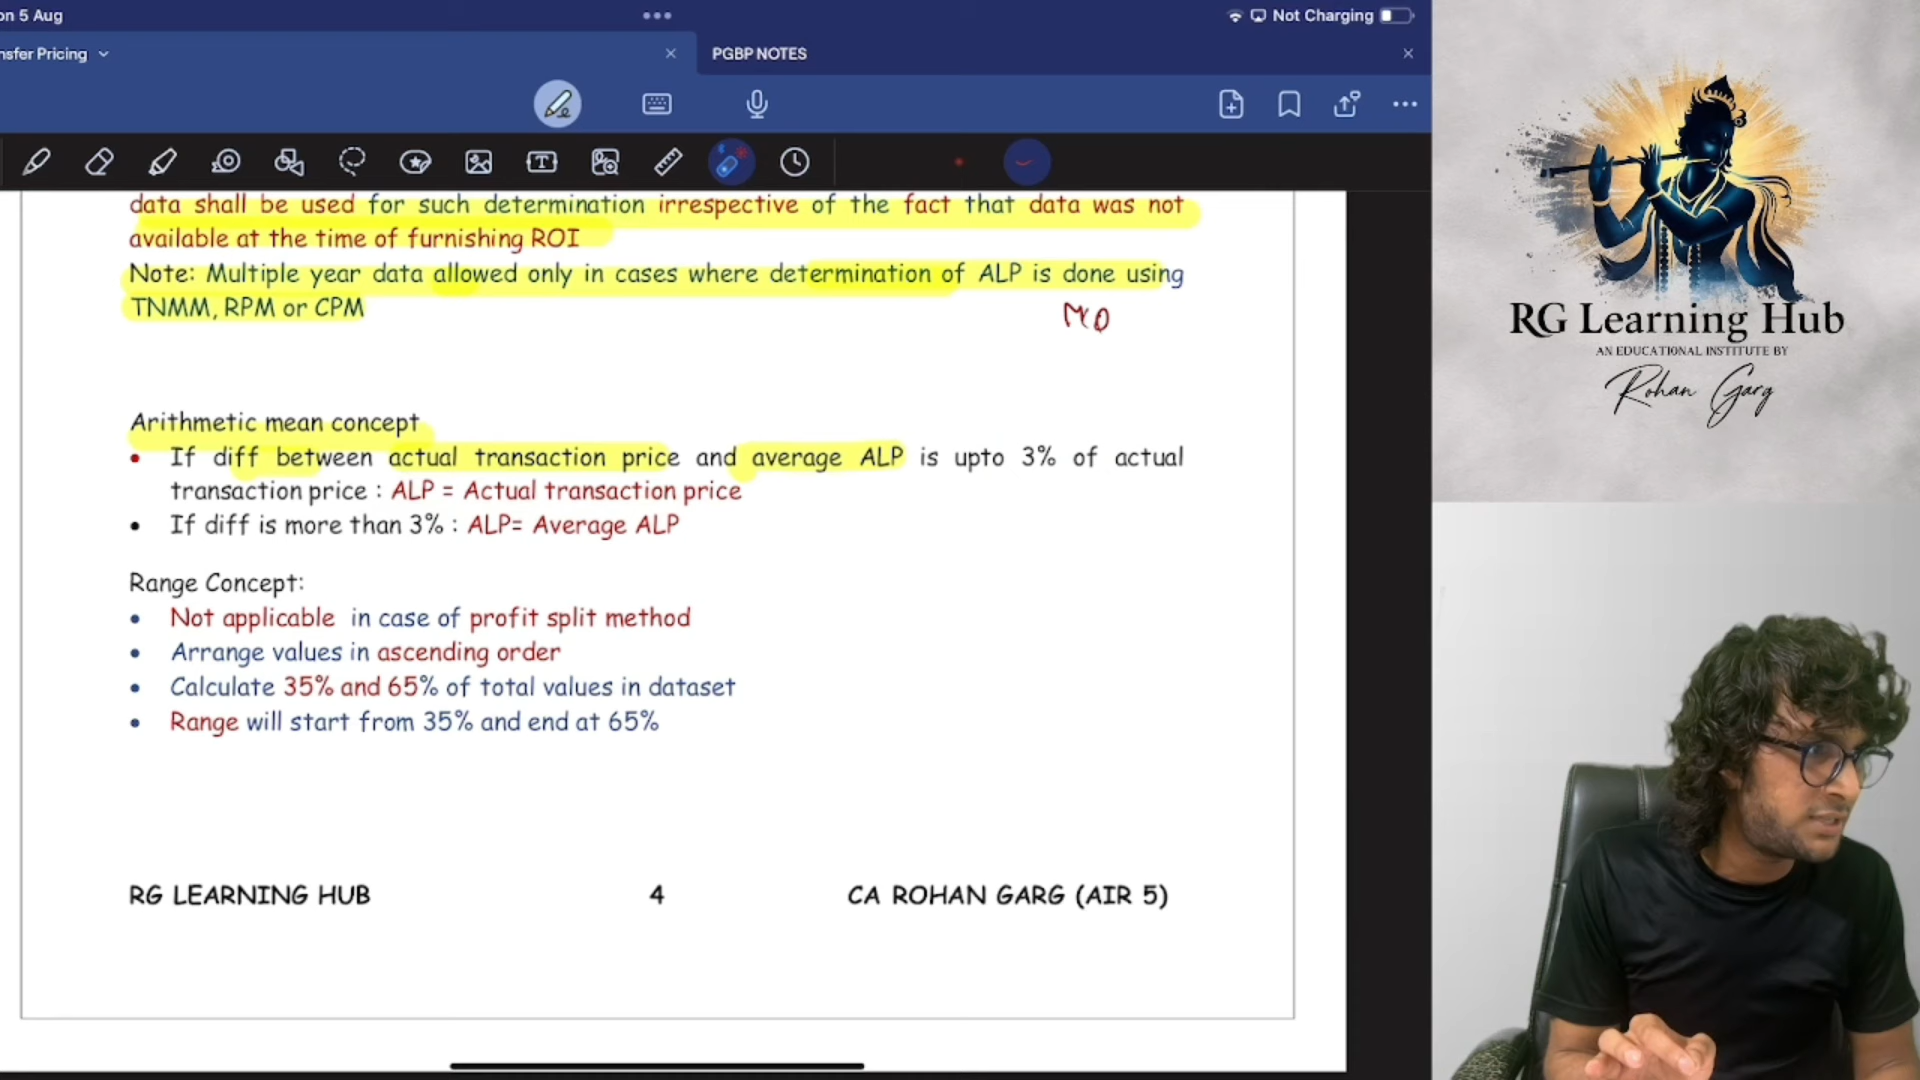 on 5 Aug
Not Charging
nsfer Pricing
PGBP NOTES
data shall be used for such determination irrespective of the fact that data was not
available at the time of furnishing ROI
Note: Multiple year data allowed only in cases where determination of ALP is done using
TNMM, RPM or CPM
Arithmetic mean concept
• If diff between actual transaction price and average ALP is upto 3% of actual
transaction price : ALP = Actual transaction price
• If diff is more than 3% : ALP= Average ALP
Range Concept:
• Not applicable in case of profit split method
• Arrange values in ascending order
• Calculate 35% and 65% of total values in dataset
• Range will start from 35% and end at 65%
RG LEARNING HUB 4 CA ROHAN GARG (AIR 5)
RG Learning Hub
AN EDUCATIONAL INSTITUTE BY
Rohan Garg